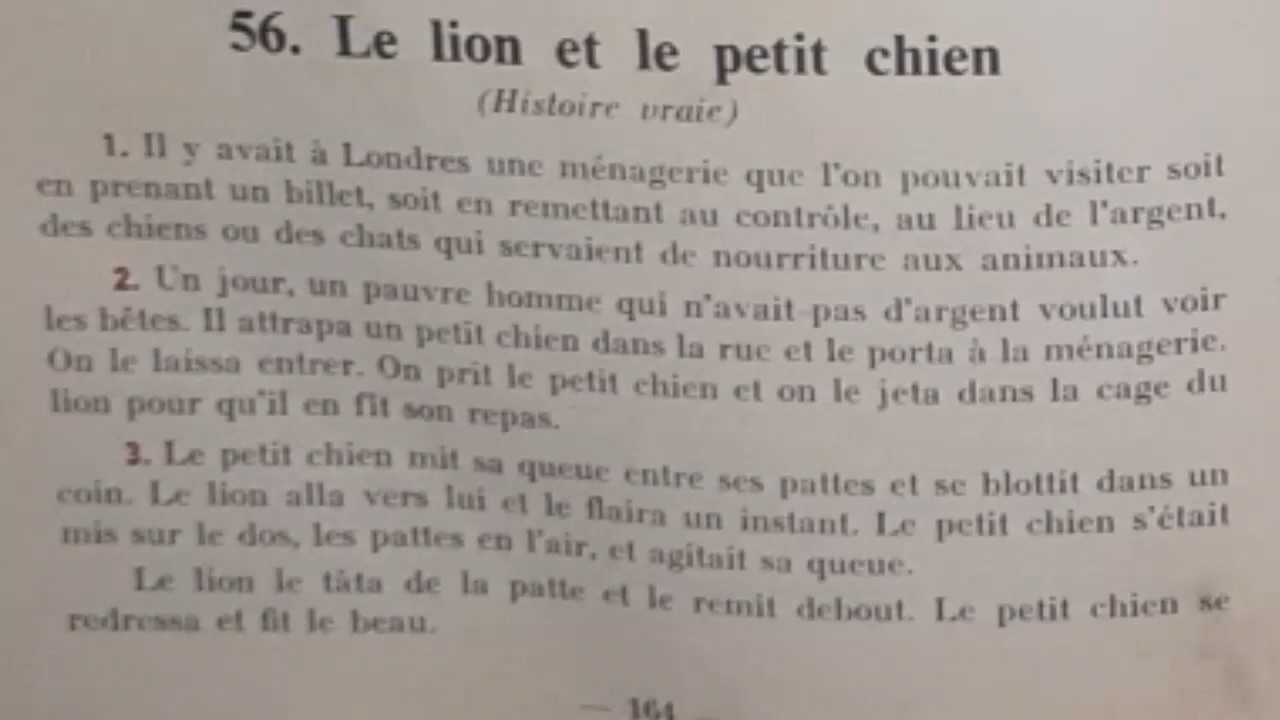 56. Le lion et le petit chien
(Histoire vraie)
1. Il y avait à Londres une ménagerie que l'on pouvait visiter soit
en prenant un billet, soit en remettant au contrôle, au lieu de l'argent,
des chiens ou des chats qui servaient de nourriture aux animaux.
2. Un jour, un pauvre homme qui n'avait pas d'argent voulut voir
les bêtes. Il attrapa un petit chien dans la rue et le porta à la ménagerie.
On le laissa entrer. On prit le petit chien et on le jeta dans la cage du
lion pour qu'il en fît son repas.
3. Le petit chien mit sa queue entre ses pattes et se blottit dans un
coin. Le lion alla vers lui et le flaira un instant. Le petit chien s'était
mis sur le dos, les pattes en l'air, et agitait sa queue.
Le lion le tâta de la patte et le remit debout. Le petit chien se
redressa et fit le beau.
— 164 —